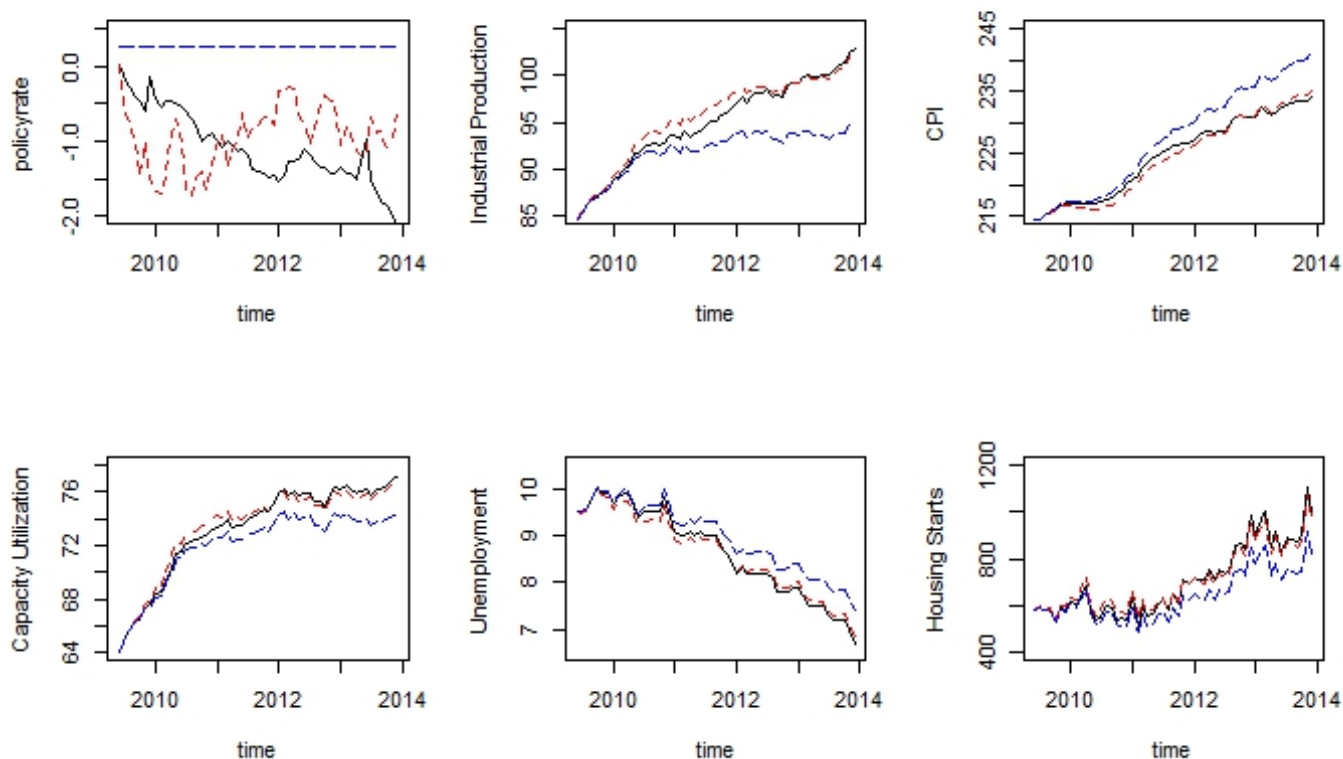 policyrate
0.0
-1.0
-2.0
2010 2012 2014
time
Industrial Production
100
95
90
85
2010 2012 2014
time
CPI
245
235
225
215
2010 2012 2014
time
Capacity Utilization
76
72
68
64
2010 2012 2014
time
Unemployment
10
9
8
7
2010 2012 2014
time
Housing Starts
1200
800
400
2010 2012 2014
time